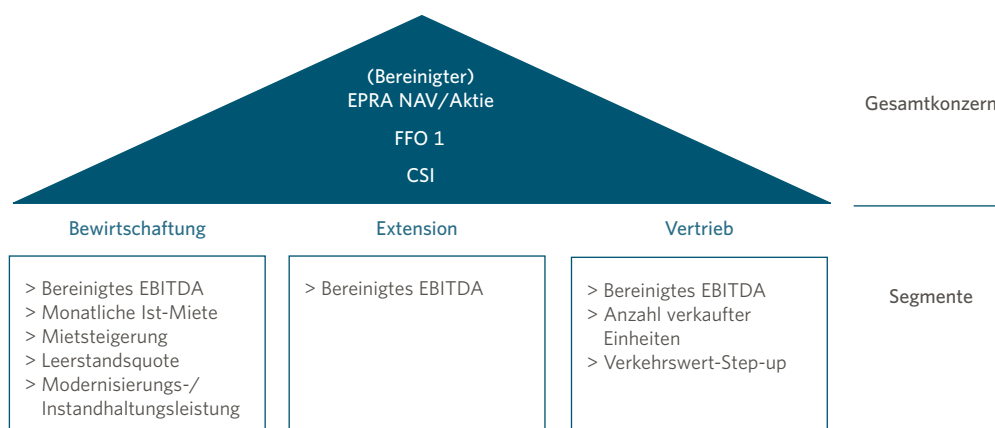 (Bereinigter)
EPRA NAV/Aktie
FFO 1
CSI
Gesamtkonzern
Bewirtschaftung
> Bereinigtes EBITDA
> Monatliche Ist-Miete
> Mietsteigerung
> Leerstandsquote
> Modernisierungs-/
Instandhaltungsleistung
Extension
> Bereinigtes EBITDA
Vertrieb
> Bereinigtes EBITDA
> Anzahl verkaufter
Einheiten
> Verkehrswert-Step-up
Segmente